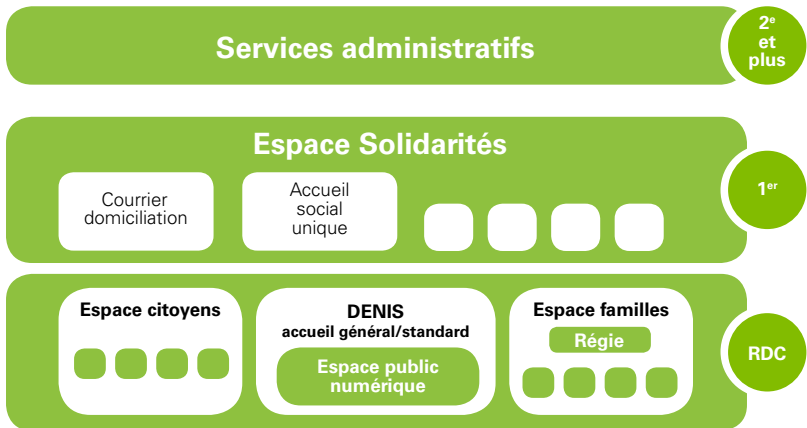 Services administratifs
2e
et
plus
Espace Solidarités
Courrier
domiciliation
Accueil
social
unique
1er
Espace citoyens
DENIS
accueil général/standard
Espace public
numérique
Espace familles
Régie
RDC